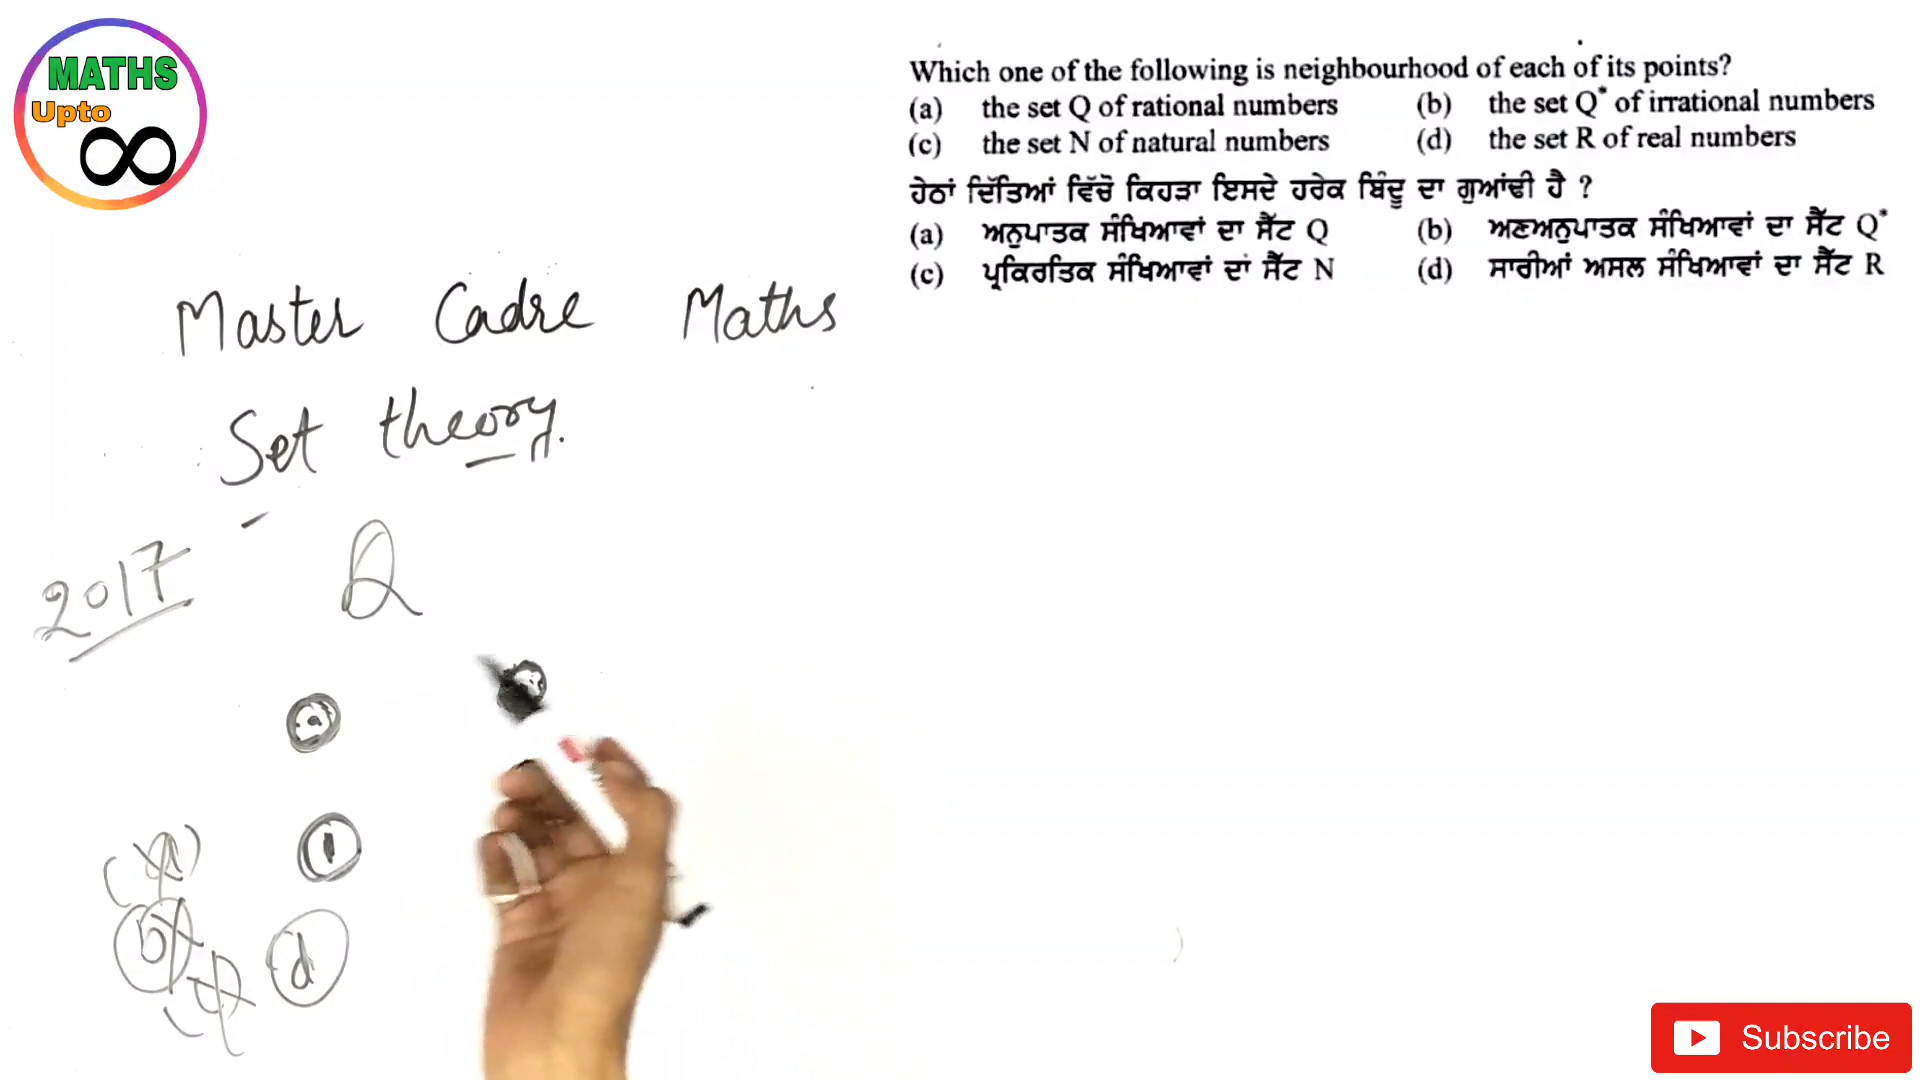 MATHS
Upto
∞
Which one of the following is neighbourhood of each of its points?
(a) the set Q of rational numbers (b) the set Q* of irrational numbers
(c) the set N of natural numbers (d) the set R of real numbers
ਹੇਠਾਂ ਦਿੱਤਿਆਂ ਵਿੱਚੋ ਕਿਹੜਾ ਇਸਦੇ ਹਰੇਕ ਬਿੰਦੂ ਦਾ ਗੁਆਂਢੀ ਹੈ ?
(a) ਅਨੁਪਾਤਕ ਸੰਖਿਆਵਾਂ ਦਾ ਸੈੱਟ Q (b) ਅਣਅਨੁਪਾਤਕ ਸੰਖਿਆਵਾਂ ਦਾ ਸੈੱਟ Q*
(c) ਪ੍ਰਕਿਰਤਿਕ ਸੰਖਿਆਵਾਂ ਦਾ ਸੈੱਟ N (d) ਸਾਰੀਆਂ ਅਸਲ ਸੰਖਿਆਵਾਂ ਦਾ ਸੈੱਟ R
Master Cadre Maths
Set theory.
2017 Q
1
b d
Subscribe